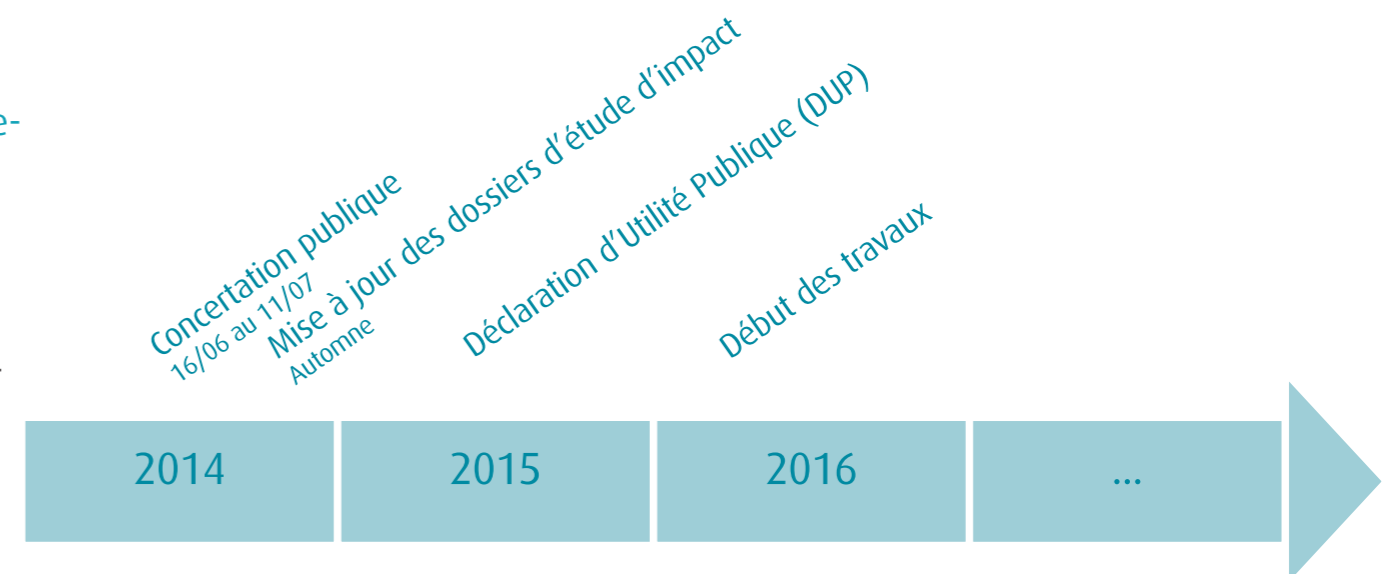 e-
Concertation publique
16/06 au 11/07
Mise à jour des dossiers d'étude d'impact
Automne
Déclaration d'Utilité Publique (DUP)
Début des travaux
.
2014
2015
2016
...